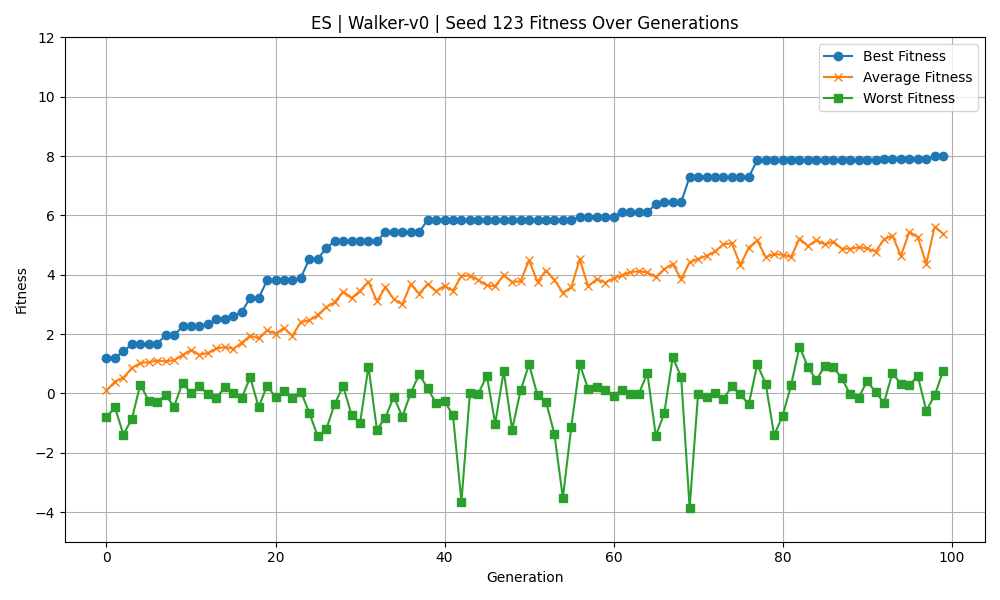 ES | Walker-v0 | Seed 123 Fitness Over Generations
12
10
8
6
4
2
0
−2
−4
Fitness
Best Fitness
Average Fitness
Worst Fitness
0 20 40 60 80 100
Generation